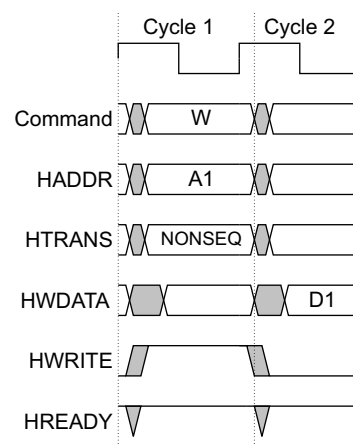 Cycle 1 Cycle 2
Command W
HADDR A1
HTRANS NONSEQ
HWDATA D1
HWRITE
HREADY